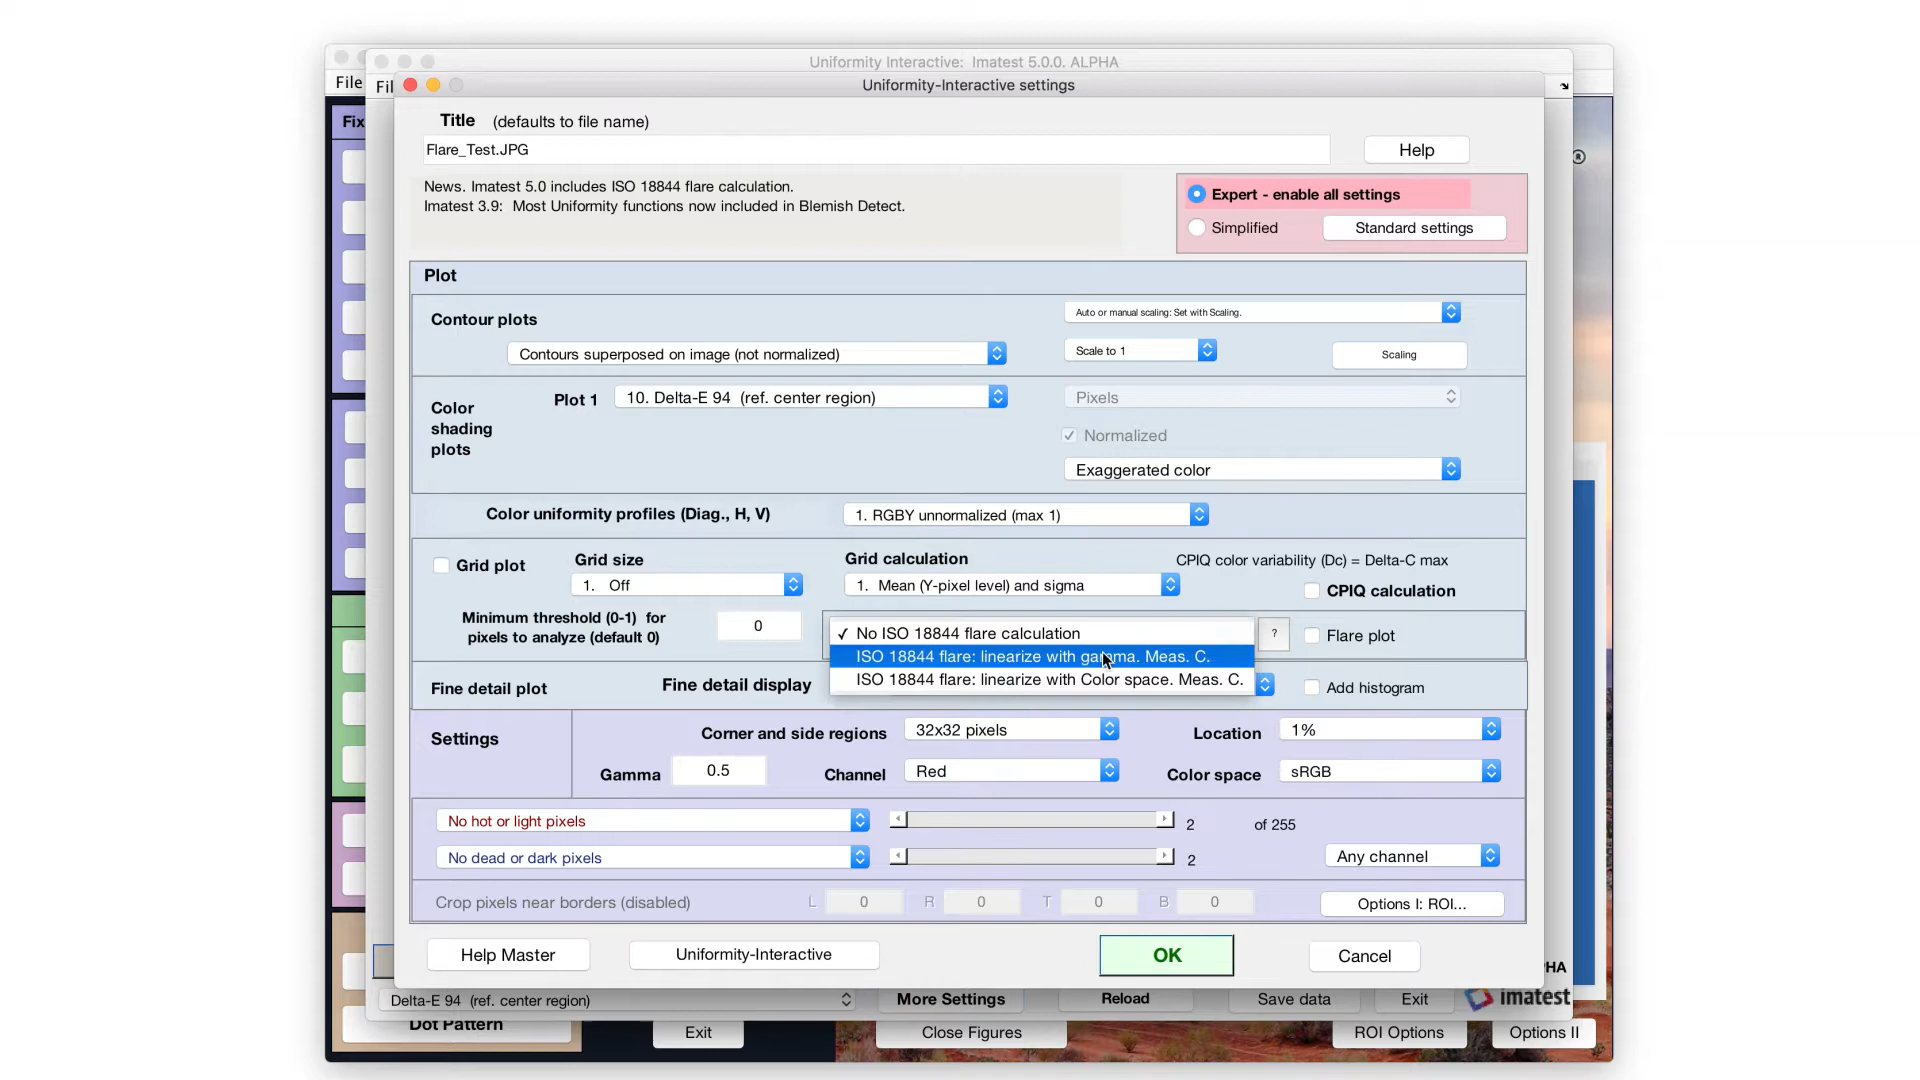 Uniformity Interactive: Imatest 5.0.0. ALPHA
File
Fil
Uniformity-Interactive settings
Fix
Title (defaults to file name)
Flare_Test.JPG
Help
®
News. Imatest 5.0 includes ISO 18844 flare calculation.
Imatest 3.9: Most Uniformity functions now included in Blemish Detect.
Expert - enable all settings
Simplified
Standard settings
Plot
Contour plots
Auto or manual scaling: Set with Scaling.
Contours superposed on image (not normalized)
Scale to 1
Scaling
Color
shading
plots
Plot 1
10. Delta-E 94 (ref. center region)
Pixels
✓ Normalized
Exaggerated color
Color uniformity profiles (Diag., H, V)
1. RGBY unnormalized (max 1)
Grid plot
Grid size
1. Off
Grid calculation
1. Mean (Y-pixel level) and sigma
CPIQ color variability (Dc) = Delta-C max
CPIQ calculation
Minimum threshold (0-1) for
pixels to analyze (default 0)
0
✓ No ISO 18844 flare calculation
ISO 18844 flare: linearize with gamma. Meas. C.
ISO 18844 flare: linearize with Color space. Meas. C.
?
Flare plot
Fine detail plot
Fine detail display
Add histogram
Settings
Corner and side regions
32x32 pixels
Location
1%
Gamma
0.5
Channel
Red
Color space
sRGB
No hot or light pixels
2
of 255
No dead or dark pixels
2
Any channel
Crop pixels near borders (disabled)
L 0 R 0 T 0 B 0
Options I: ROI...
Help Master
Uniformity-Interactive
OK
Cancel
HA
Delta-E 94 (ref. center region)
More Settings
Reload
Save data
Exit
imatest
Dot Pattern
Exit
Close Figures
ROI Options
Options II